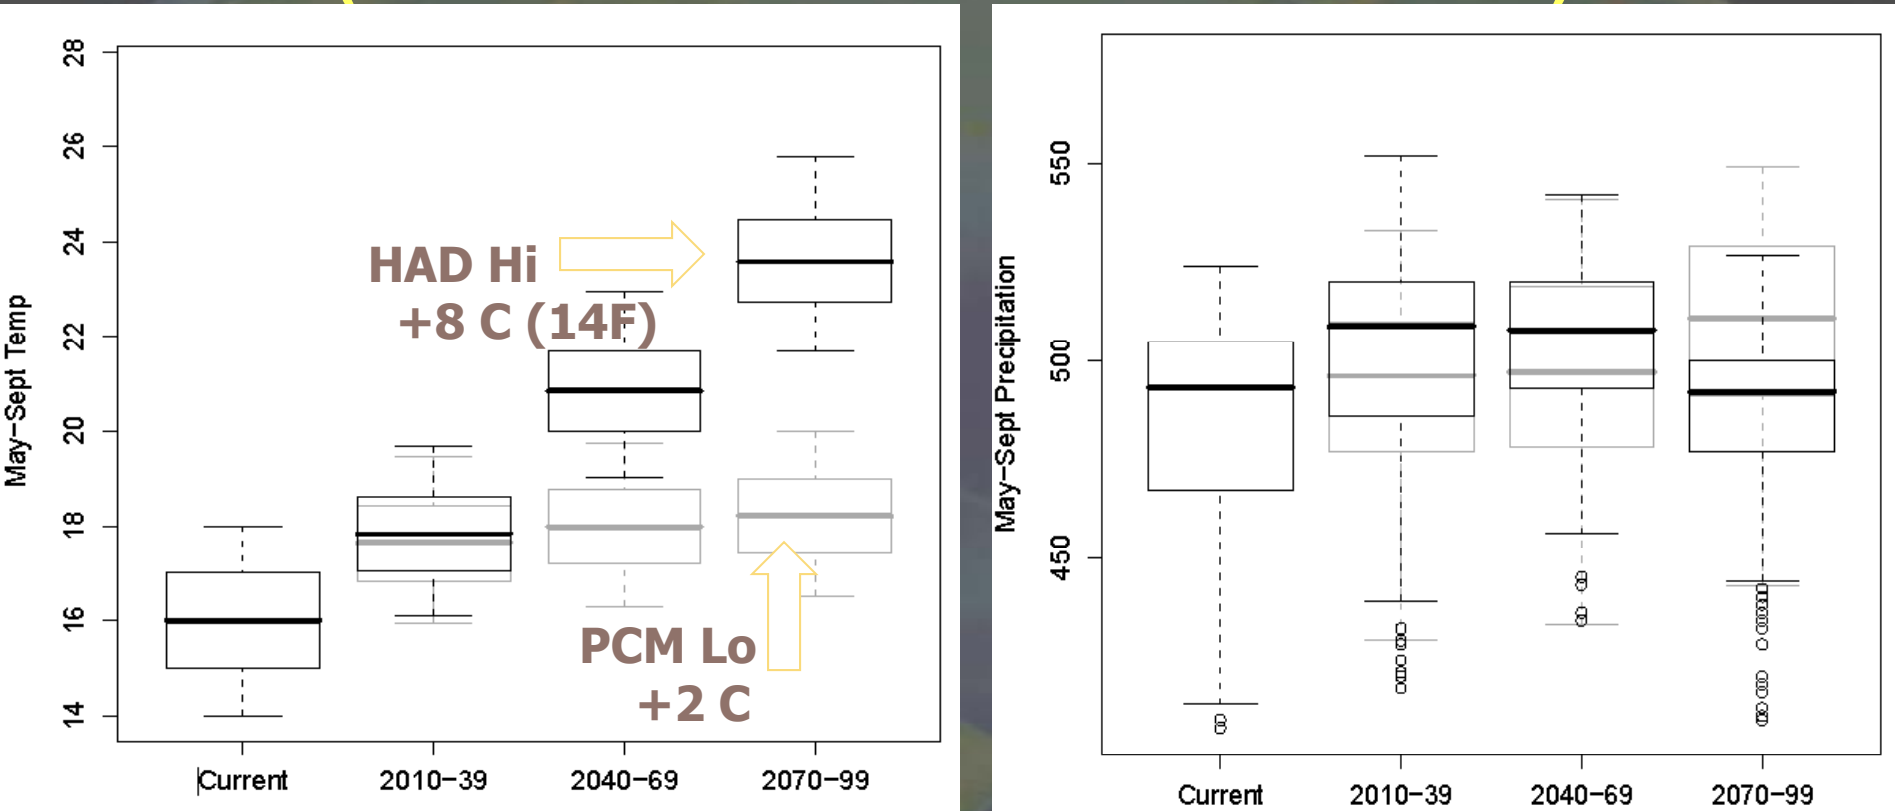 28
26
24
22
20
18
16
14
May-Sept Temp
HAD Hi
+8 C (14F)
PCM Lo
+2 C
Current
2010-39
2040-69
2070-99
550
500
450
May-Sept Precipitation
Current
2010-39
2040-69
2070-99